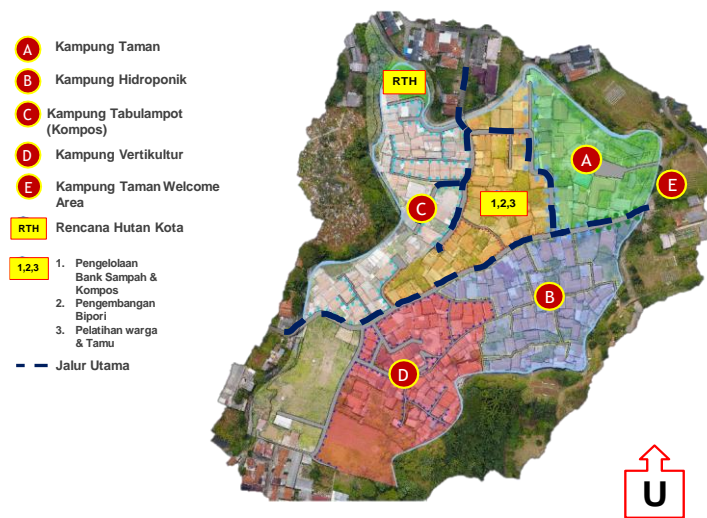 A Kampung Taman
B Kampung Hidroponik
C Kampung Tabulampot
(Kompos)
D Kampung Vertikultur
E Kampung Taman Welcome
Area
RTH Rencana Hutan Kota
1,2,3
1. Pengelolaan
Bank Sampah &
Kompos
2. Pengembangan
Bipori
3. Pelatihan warga
& Tamu
Jalur Utama
RTH
A
E
1,2,3
C
B
D
U